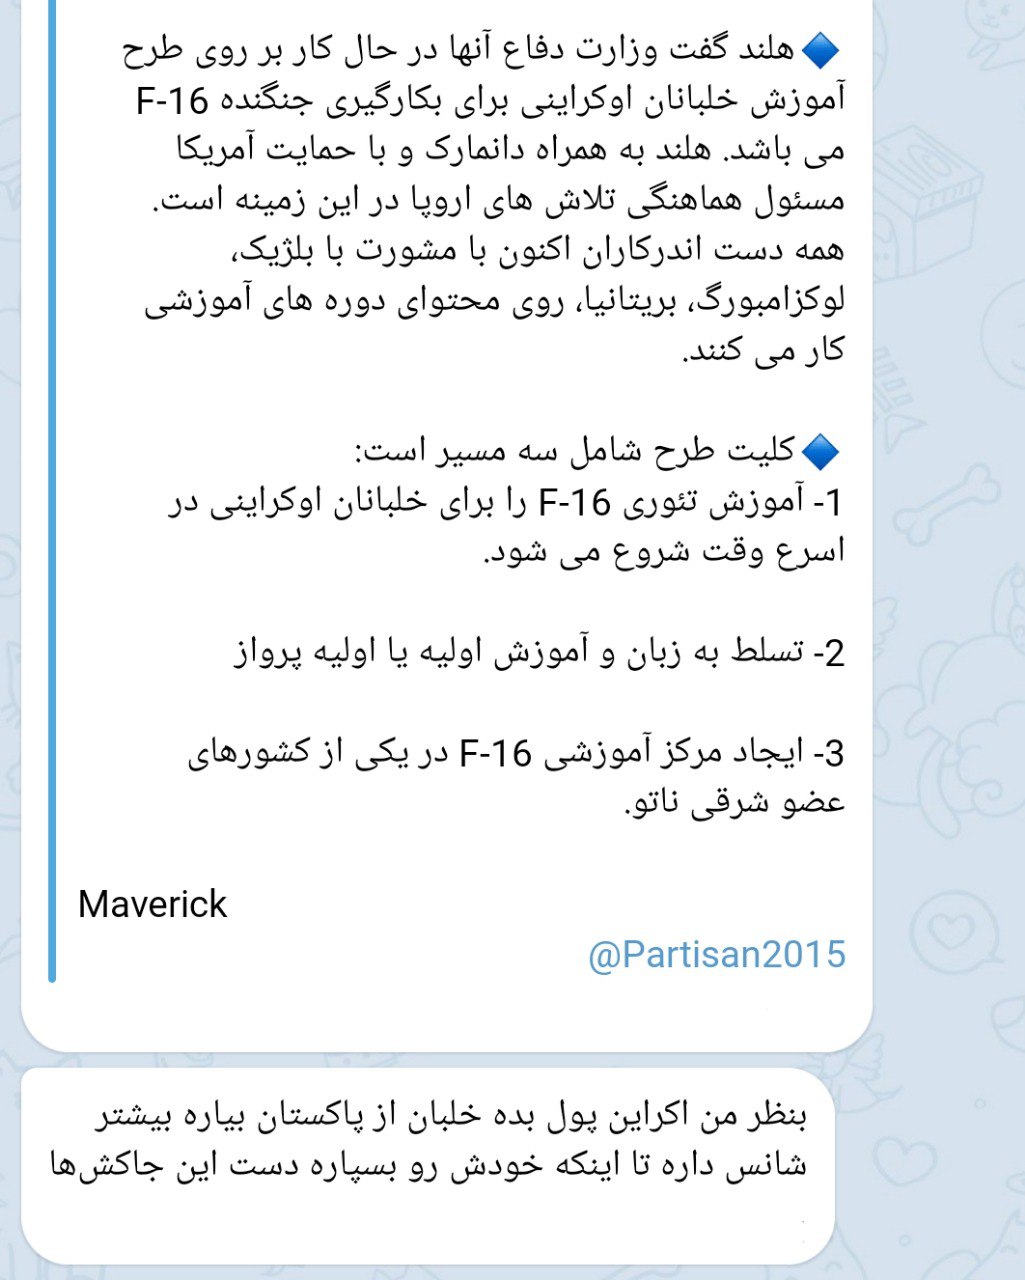 🔷هلند گفت وزارت دفاع آنها در حال کار بر روی طرح
آموزش خلبانان اوکراینی برای بکارگیری جنگنده F-16
می باشد. هلند به همراه دانمارک و با حمایت آمریکا
مسئول هماهنگی تلاش های اروپا در این زمینه است.
همه دست اندرکاران اکنون با مشورت با بلژیک،
لوکزامبورگ، بریتانیا، روی محتوای دوره های آموزشی
کار می کنند.
🔷کلیت طرح شامل سه مسیر است:
1- آموزش تئوری F-16 را برای خلبانان اوکراینی در
اسرع وقت شروع می شود.
2- تسلط به زبان و آموزش اولیه یا اولیه پرواز
3- ایجاد مرکز آموزشی F-16 در یکی از کشورهای
عضو شرقی ناتو.
Maverick
@Partisan2015
بنظر من اکراین پول بده خلبان از پاکستان بیاره بیشتر
شانس داره تا اینکه خودش رو بسپاره دست این جاکش‌ها